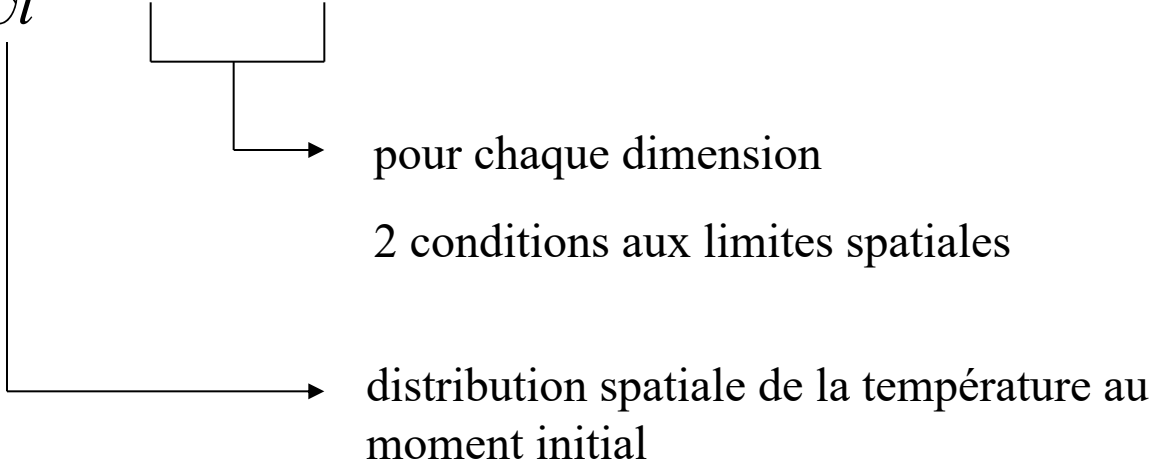 pour chaque dimension
2 conditions aux limites spatiales
distribution spatiale de la température au
moment initial